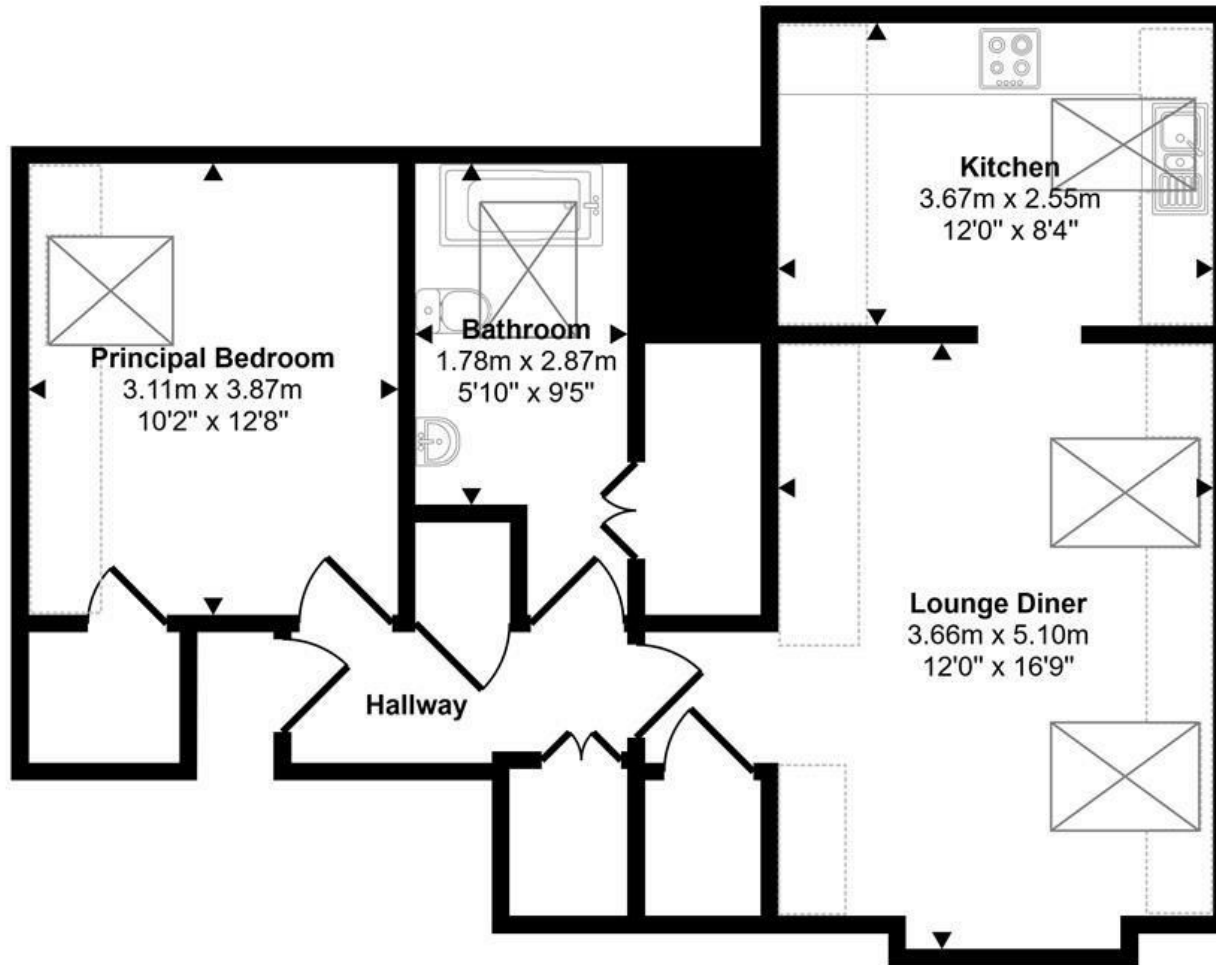 Kitchen
3.67m x 2.55m
12'0" x 8'4"
Principal Bedroom
3.11m x 3.87m
10'2" x 12'8"
Bathroom
1.78m x 2.87m
5'10" x 9'5"
Lounge Diner
3.66m x 5.10m
12'0" x 16'9"
Hallway